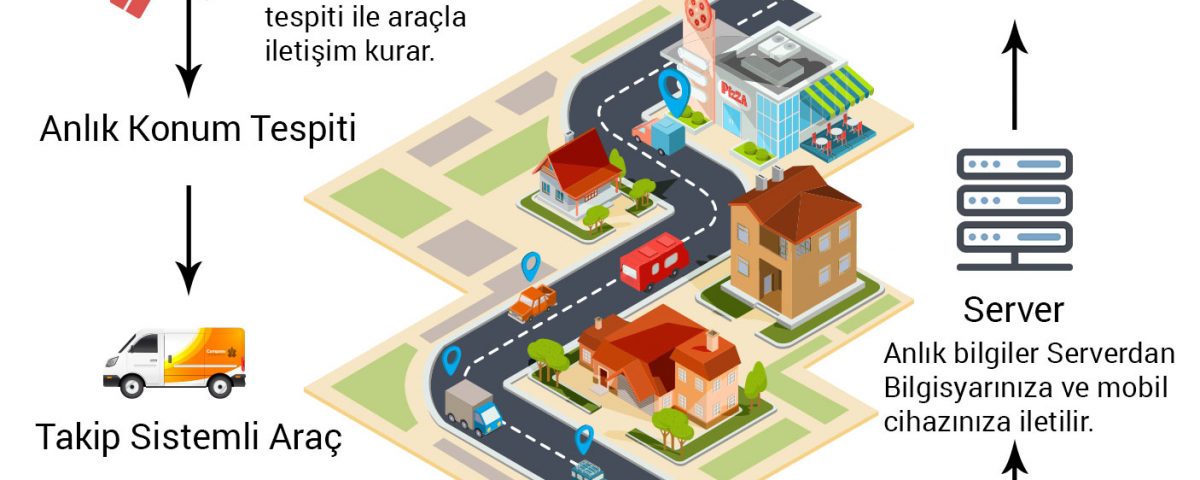 tespiti ile araçla
iletişim kurar.
Anlık Konum Tespiti
Takip Sistemli Araç
PIZZA
Server
Anlık bilgiler Serverdan
Bilgisyarınıza ve mobil
cihazınıza iletilir.